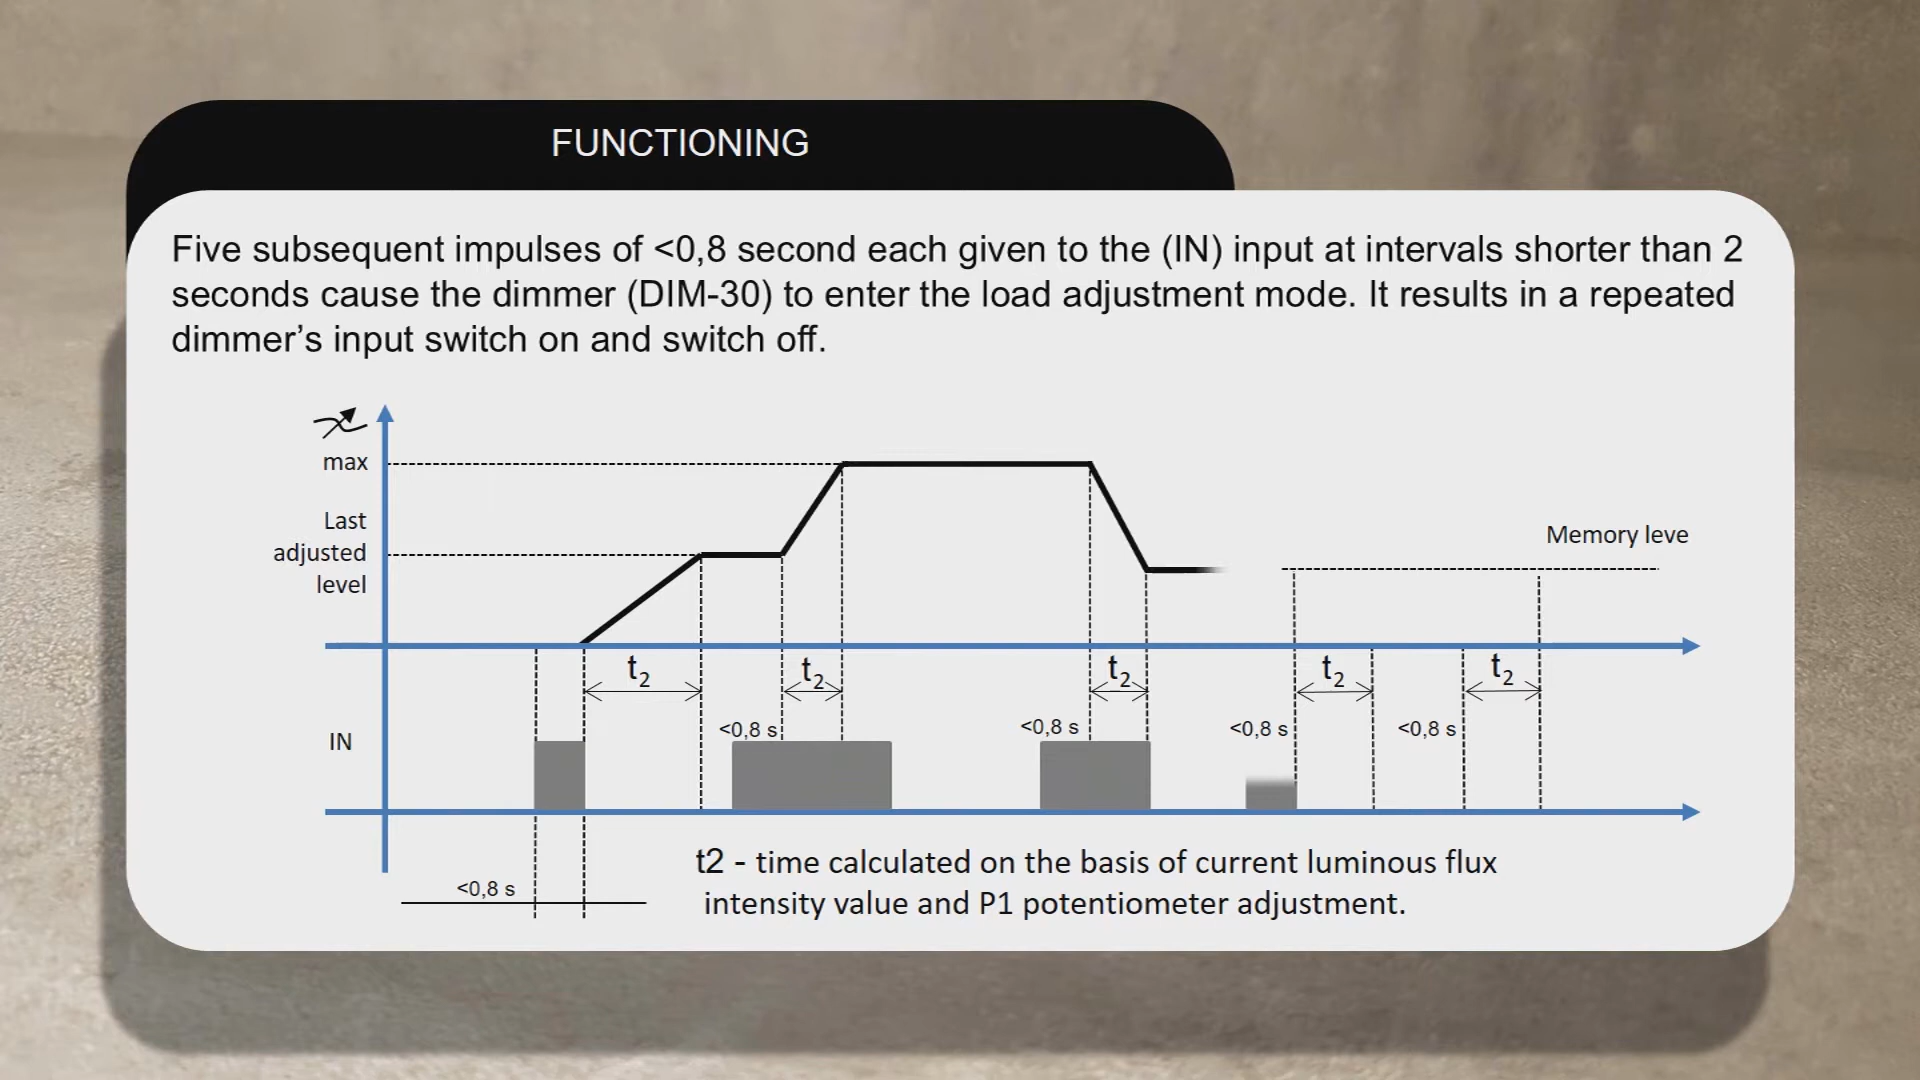 FUNCTIONING
Five subsequent impulses of <0,8 second each given to the (IN) input at intervals shorter than 2
seconds cause the dimmer (DIM-30) to enter the load adjustment mode. It results in a repeated
dimmer’s input switch on and switch off.
max
Last
adjusted
level
Memory leve
t2 t2 t2 t2 t2
<0,8 s <0,8 s <0,8 s <0,8 s
IN
<0,8 s
t2 - time calculated on the basis of current luminous flux
intensity value and P1 potentiometer adjustment.